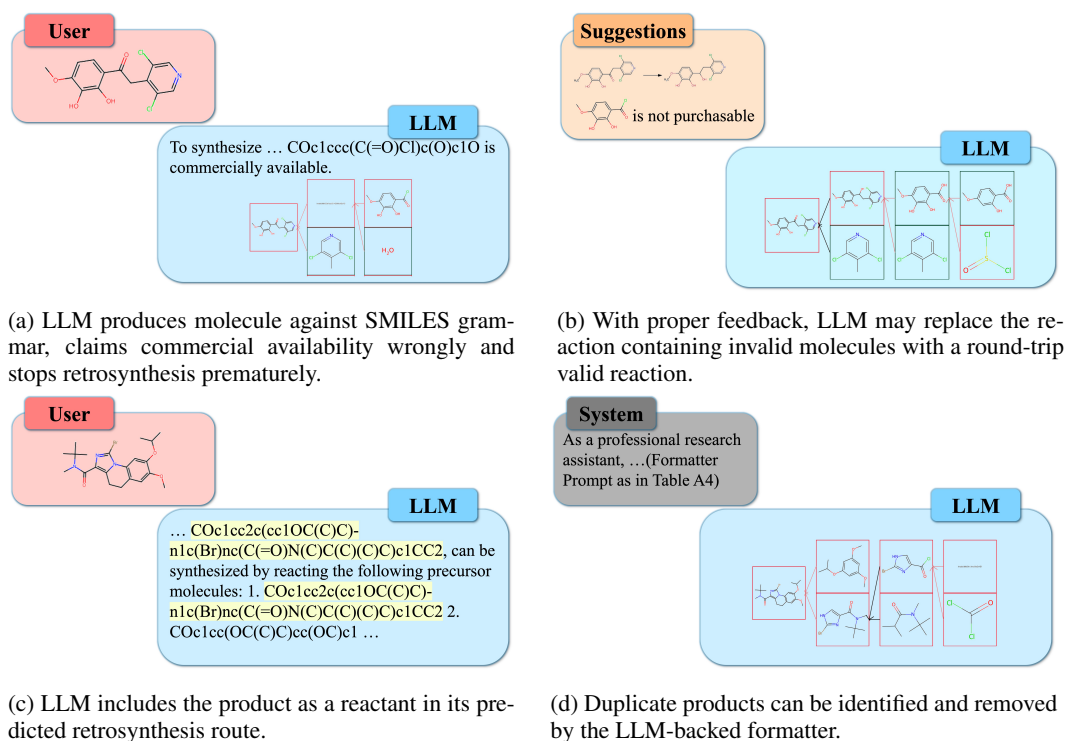 User
LLM
To synthesize … COc1ccc(C(=O)Cl)c(O)c1O is
commercially available.
H₂O
(a) LLM produces molecule against SMILES gram-
mar, claims commercial availability wrongly and
stops retrosynthesis prematurely.
Suggestions
is not purchasable
LLM
(b) With proper feedback, LLM may replace the re-
action containing invalid molecules with a round-trip
valid reaction.
User
LLM
… COc1cc2c(cc1OC(C)C)-
n1c(Br)nc(C(=O)N(C)C(C)(C)C)c1CC2, can be
synthesized by reacting the following precursor
molecules: 1. COc1cc2c(cc1OC(C)C)-
n1c(Br)nc(C(=O)N(C)C(C)(C)C)c1CC2 2.
COc1cc(OC(C)C)cc(OC)c1 …
(c) LLM includes the product as a reactant in its pre-
dicted retrosynthesis route.
System
As a professional research
assistant, …(Formatter
Prompt as in Table A4)
LLM
(d) Duplicate products can be identified and removed
by the LLM-backed formatter.